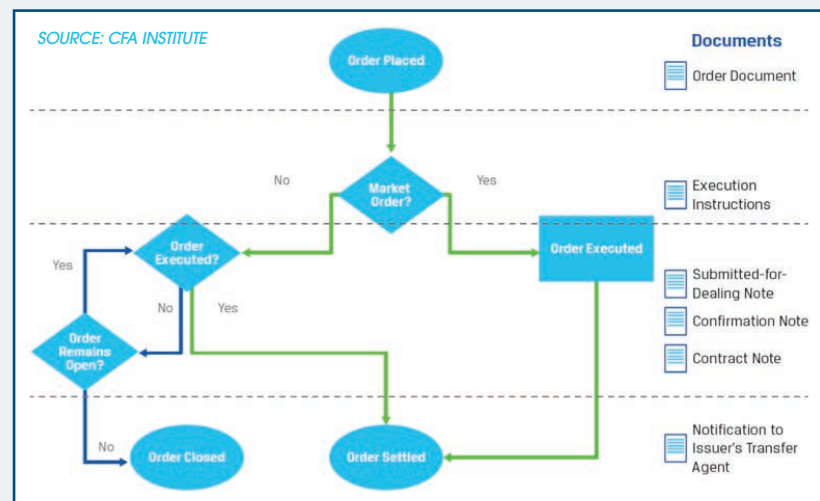 SOURCE: CFA INSTITUTE
Documents
Order Placed
Order Document
No
Yes
Market
Order?
Execution
Instructions
Order
Executed?
Order Executed
Yes
Submitted-for-
Dealing Note
No
Yes
Confirmation Note
Order
Remains
Open?
Contract Note
No
Order Closed
Order Settled
Notification to
Issuer's Transfer
Agent